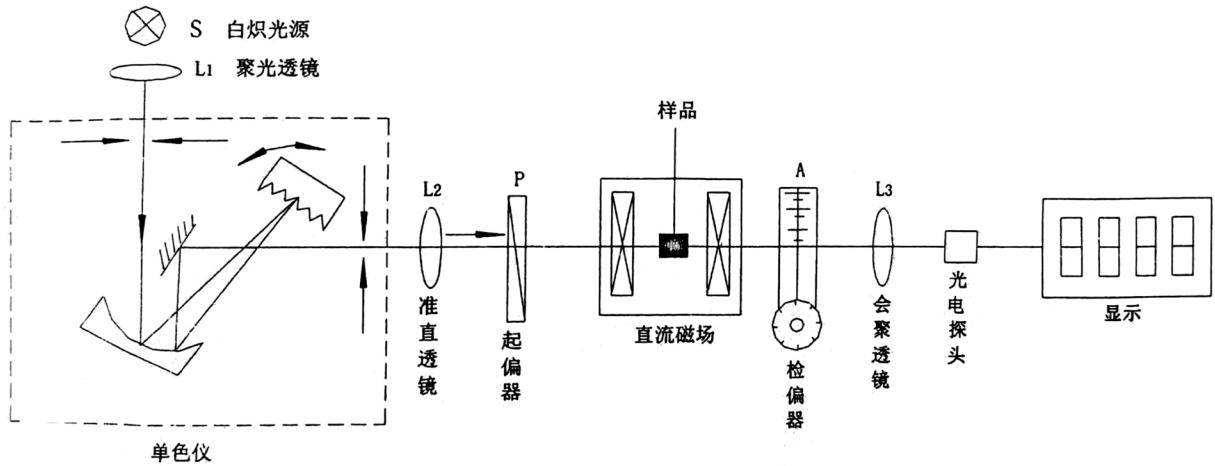 S 白炽光源
L1 聚光透镜
样品
L2
P
A
L3
准直透镜
起偏器
直流磁场
检偏器
会聚透镜
光电探头
显示
单色仪